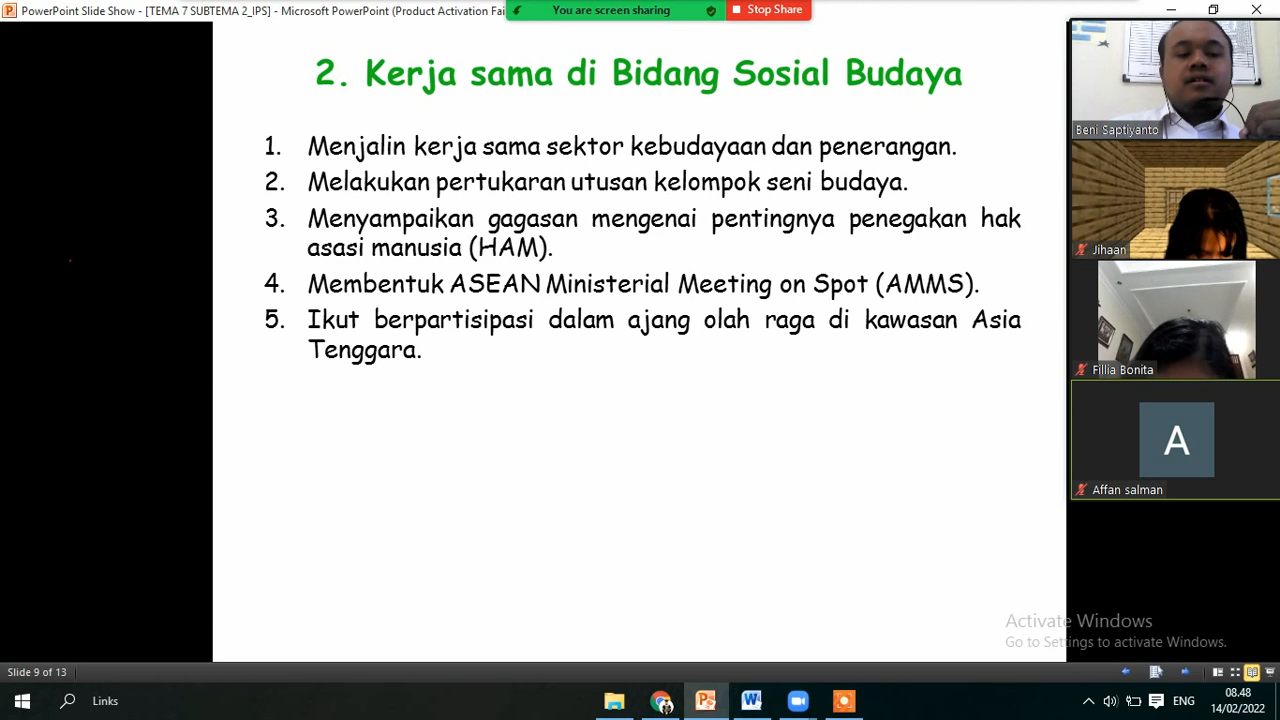 PowerPoint Slide Show - [TEMA 7 SUBTEMA 2_IPS] - Microsoft PowerPoint (Product Activation Fai
You are screen sharing
Stop Share
2. Kerja sama di Bidang Sosial Budaya
1. Menjalin kerja sama sektor kebudayaan dan penerangan.
2. Melakukan pertukaran utusan kelompok seni budaya.
3. Menyampaikan gagasan mengenai pentingnya penegakan hak
asasi manusia (HAM).
4. Membentuk ASEAN Ministerial Meeting on Spot (AMMS).
5. Ikut berpartisipasi dalam ajang olah raga di kawasan Asia
Tenggara.
Beni Saptiyanto
Jihaan
Fillia Bonita
A
Affan salman
Activate Windows
Go to Settings to activate Windows.
Slide 9 of 13
Links
ENG
08.48
14/02/2022